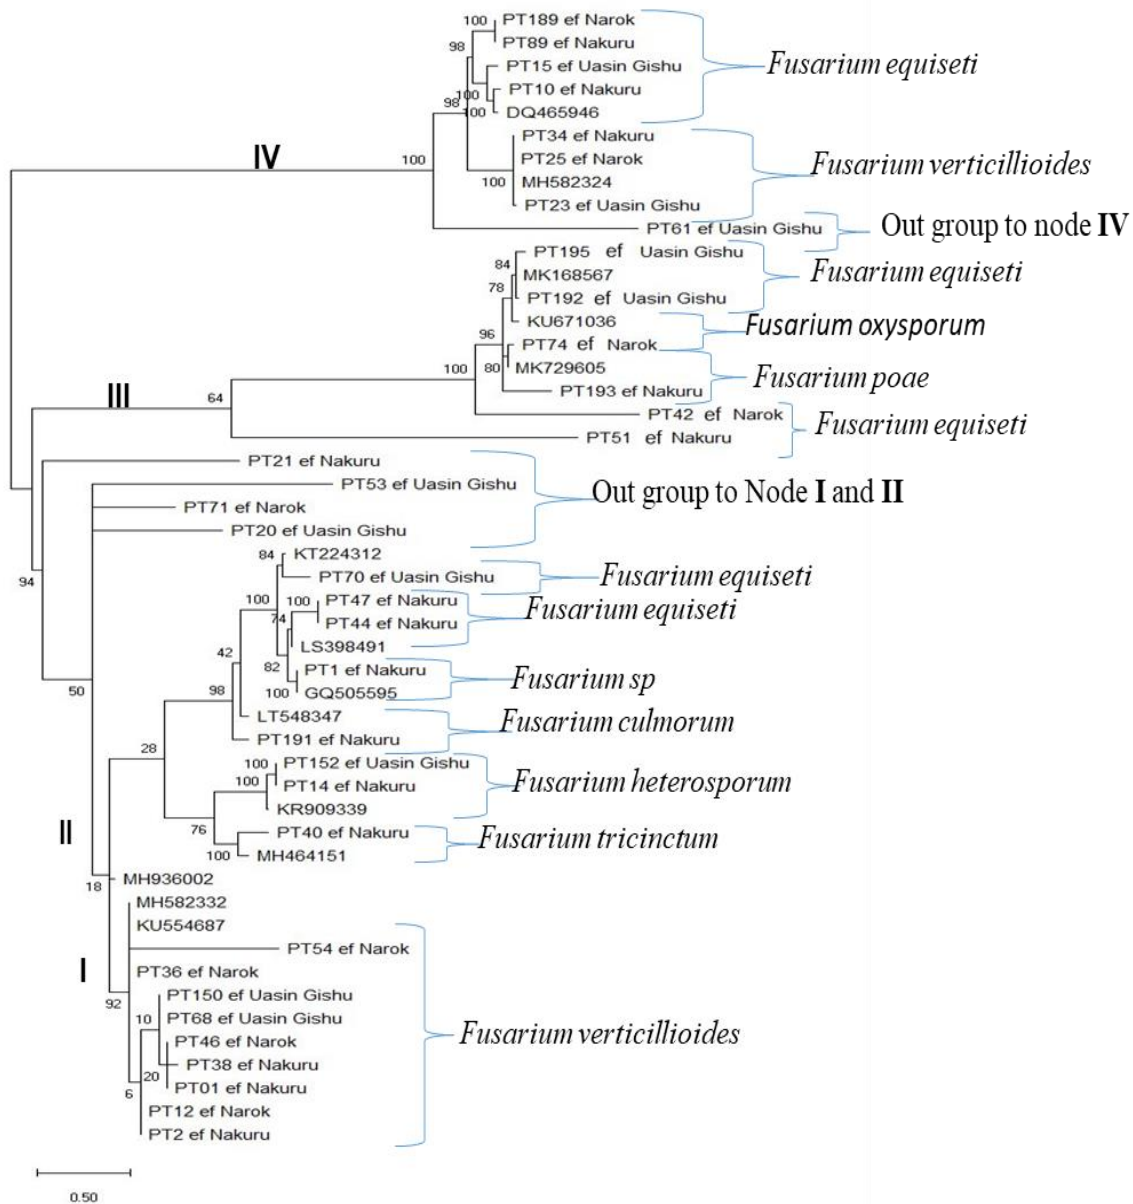 100 PT189 ef Narok
98 PT89 ef Nakuru
PT15 ef Uasin Gishu
Fusarium equiseti
100 PT10 ef Nakuru
98 100 DQ465946
PT34 ef Nakuru
IV 100 PT25 ef Narok
Fusarium verticillioides
100 MH582324
PT23 ef Uasin Gishu
PT61 ef Uasin Gishu
Out group to node IV
PT195 ef Uasin Gishu
84 MK168567
Fusarium equiseti
78 PT192 ef Uasin Gishu
KU671036
Fusarium oxysporum
96 PT74 ef Narok
100 80 MK729605
Fusarium poae
PT193 ef Nakuru
III 64 PT42 ef Narok
Fusarium equiseti
PT51 ef Nakuru
PT21 ef Nakuru
PT53 ef Uasin Gishu
Out group to Node I and II
PT71 ef Narok
PT20 ef Uasin Gishu
84 KT224312
94 PT70 ef Uasin Gishu
Fusarium equiseti
100 100 PT47 ef Nakuru
Fusarium equiseti
74 PT44 ef Nakuru
42 LS398491
82 PT1 ef Nakuru
Fusarium sp
50 98 100 GQ505595
LT548347
Fusarium culmorum
PT191 ef Nakuru
28 100 PT152 ef Uasin Gishu
100 PT14 ef Nakuru
Fusarium heterosporum
KR909339
II 76 PT40 ef Nakuru
Fusarium tricinctum
100 MH464151
18 MH936002
MH582332
KU554687
PT54 ef Narok
I PT36 ef Narok
92 PT150 ef Uasin Gishu
10 PT68 ef Uasin Gishu
Fusarium verticillioides
PT46 ef Narok
20 PT38 ef Nakuru
6 PT01 ef Nakuru
PT12 ef Narok
PT2 ef Nakuru
0.50